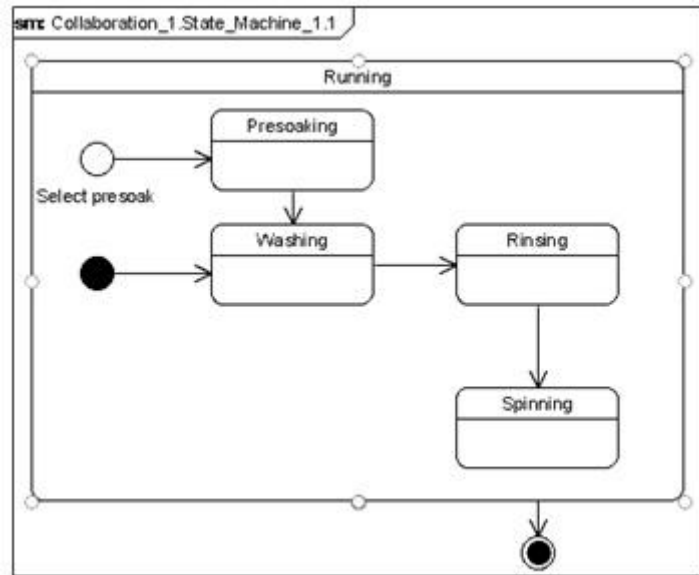 sm: Collaboration_1.State_Machine_1.1
Running
Presoaking
Select presoak
Washing
Rinsing
Spinning